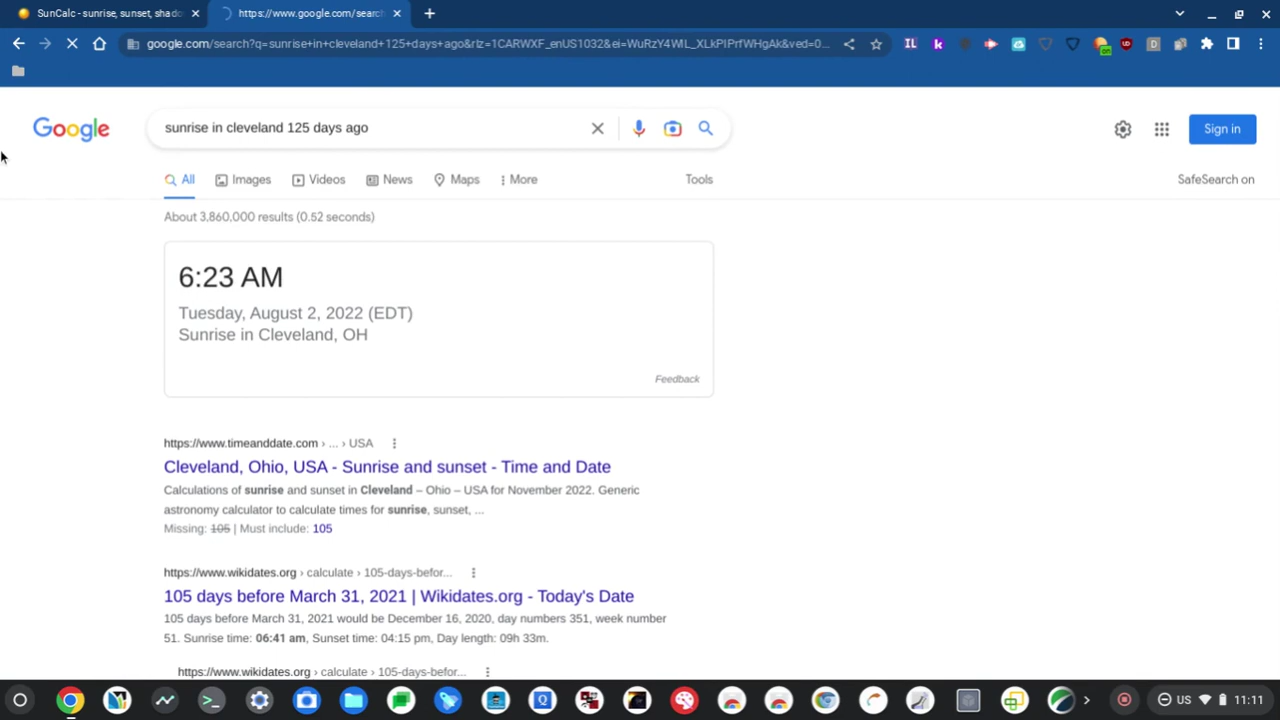 SunCalc - sunrise, sunset, shado
https://www.google.com/search
google.com/search?q=sunrise+in+cleveland+125+days+ago&rlz=1CARWXF_enUS1032&ei=WuRzY4WIL_XLkPIPrfWHgAk&ved=0...
Google
sunrise in cleveland 125 days ago
Sign in
All Images Videos News Maps More Tools SafeSearch on
About 3,860,000 results (0.52 seconds)
6:23 AM
Tuesday, August 2, 2022 (EDT)
Sunrise in Cleveland, OH
Feedback
https://www.timeanddate.com › ... › USA
Cleveland, Ohio, USA - Sunrise and sunset - Time and Date
Calculations of sunrise and sunset in Cleveland – Ohio – USA for November 2022. Generic
astronomy calculator to calculate times for sunrise, sunset, ...
Missing: 105 | Must include: 105
https://www.wikidates.org › calculate › 105-days-befor...
105 days before March 31, 2021 | Wikidates.org - Today's Date
105 days before March 31, 2021 would be December 16, 2020, day numbers 351, week number
51. Sunrise time: 06:41 am, Sunset time: 04:15 pm, Day length: 09h 33m.
https://www.wikidates.org › calculate › 105-days-befor...
US 11:11